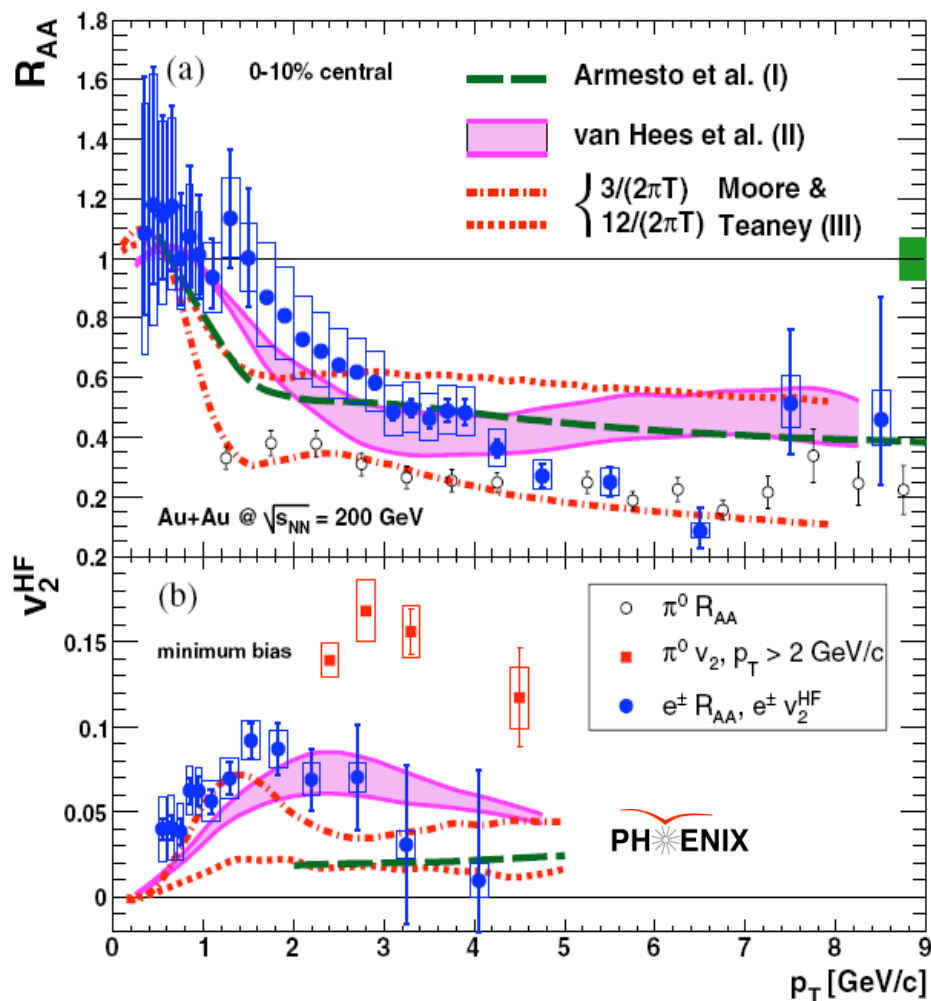 R_AA
1.8
1.6
1.4
1.2
1
0.8
0.6
0.4
0.2
(a)
0-10% central
Armesto et al. (I)
van Hees et al. (II)
3/(2πT) Moore &
12/(2πT) Teaney (III)
Au+Au @ √s_NN = 200 GeV
v_2^HF
0.2
0.15
0.1
0.05
0
(b)
minimum bias
π⁰ R_AA
π⁰ v_2, p_T > 2 GeV/c
e± R_AA, e± v_2^HF
PHENIX
0 1 2 3 4 5 6 7 8 9
p_T [GeV/c]